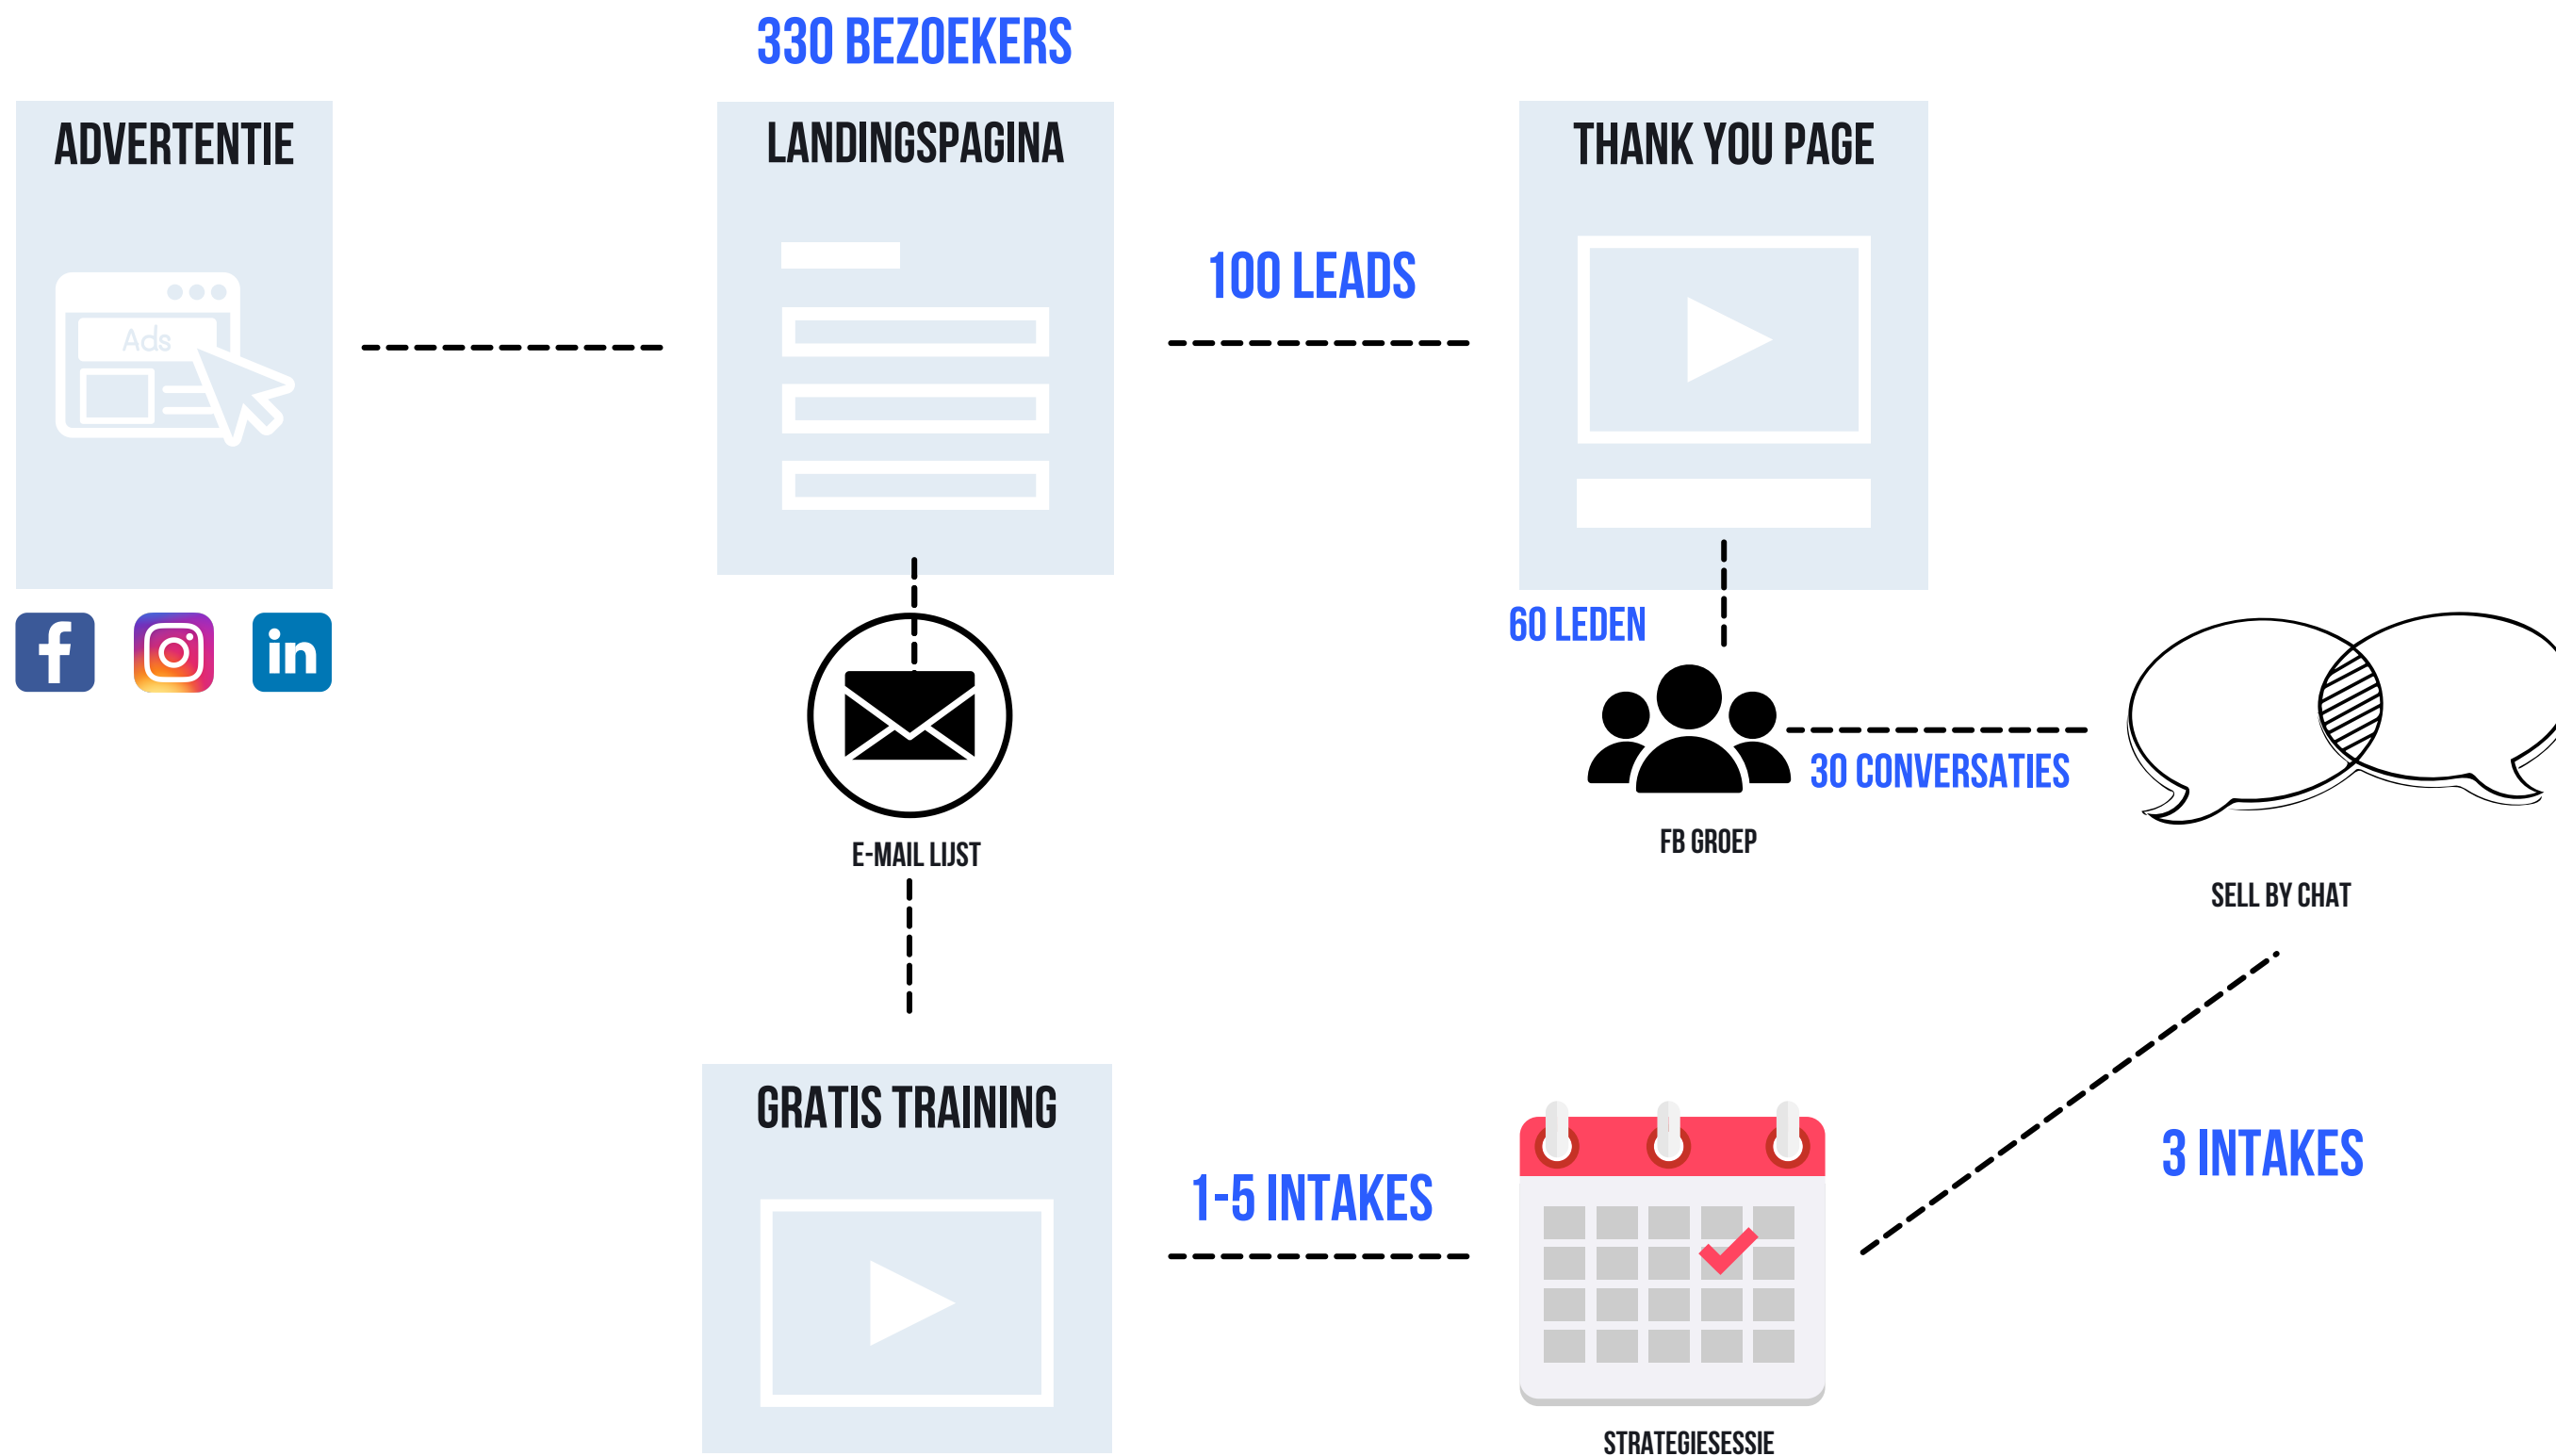 330 BEZOEKERS
ADVERTENTIE
LANDINGSPAGINA
THANK YOU PAGE
100 LEADS
Ads
60 LEDEN
f
in
30 CONVERSATIES
FB GROEP
E-MAIL LIJST
SELL BY CHAT
GRATIS TRAINING
3 INTAKES
1-5 INTAKES
STRATEGIESESSIE